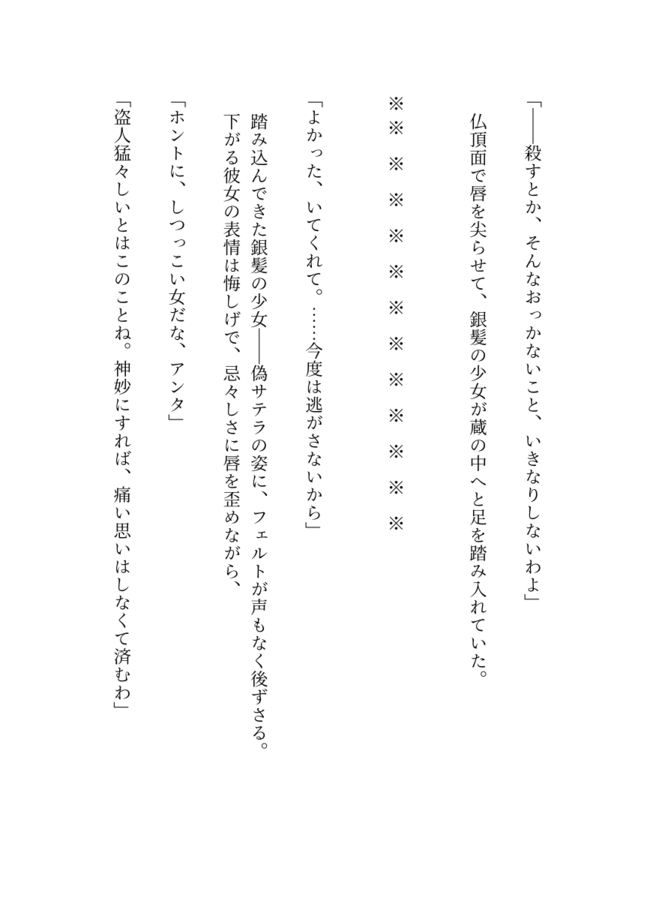 「――殺すとか、そんなおっかないこと、いきなりしないわよ」
仏頂面で唇を尖らせて、銀髪の少女が蔵の中へと足を踏み入れていた。
※※　※　※　※　※　※　※　※　※　※　※　※
「よかった、いてくれて。……今度は逃がさないから」
踏み込んできた銀髪の少女――偽サテラの姿に、フェルトが声もなく後ずさる。
下がる彼女の表情は悔しげで、忌々しさに唇を歪めながら、
「ホントに、しつっこい女だな、アンタ」
「盗人猛々しいとはこのことね。神妙にすれば、痛い思いはしなくて済むわ」